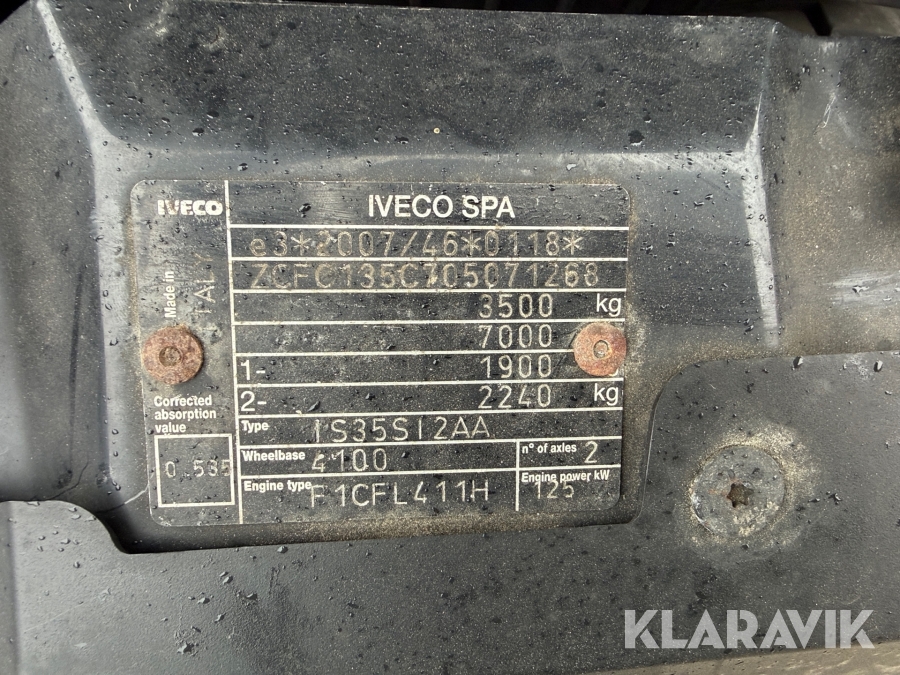 IVECO
IVECO SPA
Made in
ITALY
e3*2007/46*0118*
ZCFC135C705071268
3500 kg
7000
1- 1900
2- 2240 kg
Corrected
absorption
value
0.535
Type IS35SI2AA
Wheelbase 4100
n° of axles 2
Engine type F1CFL411H
Engine power kW
125
KLARAVIK